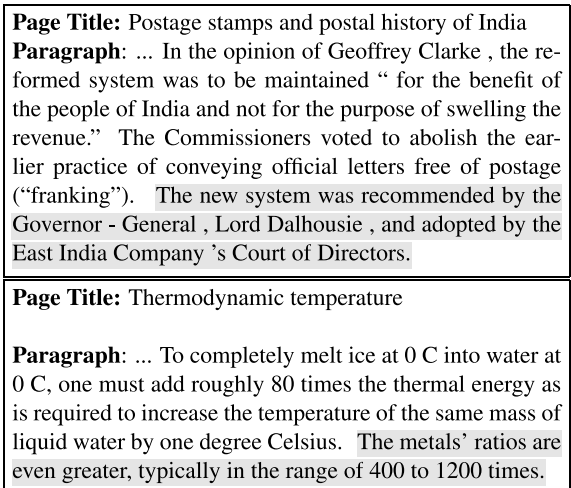 Page Title: Postage stamps and postal history of India
Paragraph: ... In the opinion of Geoffrey Clarke , the re-
formed system was to be maintained “ for the benefit of
the people of India and not for the purpose of swelling the
revenue.” The Commissioners voted to abolish the ear-
lier practice of conveying official letters free of postage
(“franking”). The new system was recommended by the
Governor - General , Lord Dalhousie , and adopted by the
East India Company ’s Court of Directors.
Page Title: Thermodynamic temperature
Paragraph: ... To completely melt ice at 0 C into water at
0 C, one must add roughly 80 times the thermal energy as
is required to increase the temperature of the same mass of
liquid water by one degree Celsius. The metals’ ratios are
even greater, typically in the range of 400 to 1200 times.